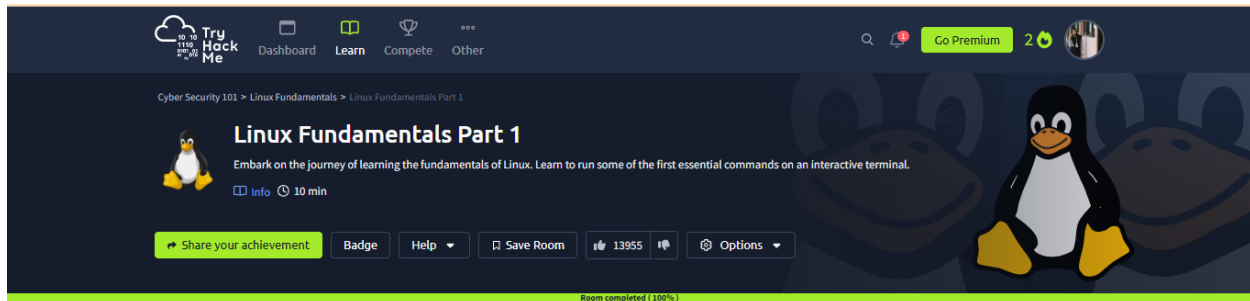 Try
Hack
Me
Dashboard
Learn
Compete
Other
1
Go Premium
2
Cyber Security 101 > Linux Fundamentals > Linux Fundamentals Part 1
Linux Fundamentals Part 1
Embark on the journey of learning the fundamentals of Linux. Learn to run some of the first essential commands on an interactive terminal.
Info 10 min
Share your achievement
Badge
Help
Save Room
13955
Options
Room completed ( 100% )